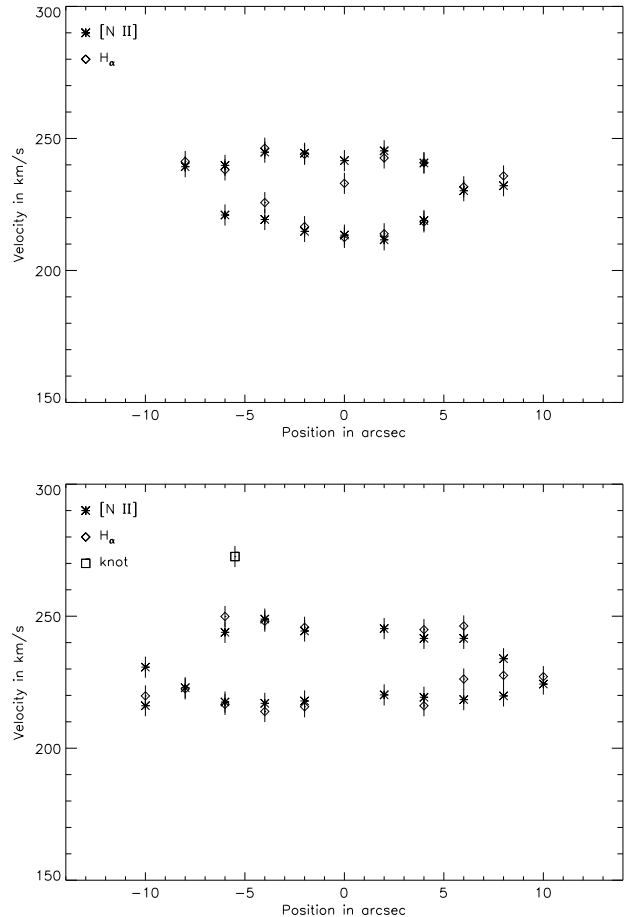 300
[N II]
Hα
250
200
150
Velocity in km/s
−10 −5 0 5 10
Position in arcsec
300
[N II]
Hα
knot
250
200
150
Velocity in km/s
−10 −5 0 5 10
Position in arcsec